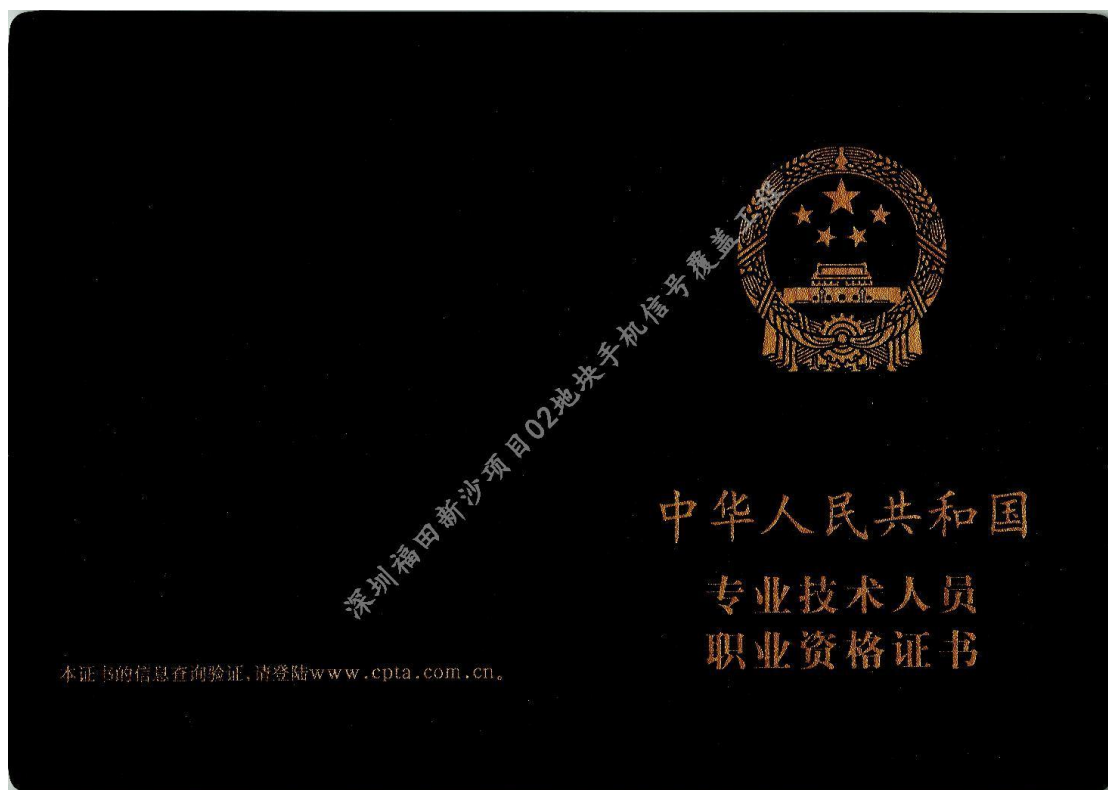 中华人民共和国
专业技术人员
职业资格证书
本证书的信息查询验证,请登陆www.cpta.com.cn。
深圳福田新沙项目02地块手机信号覆盖工程